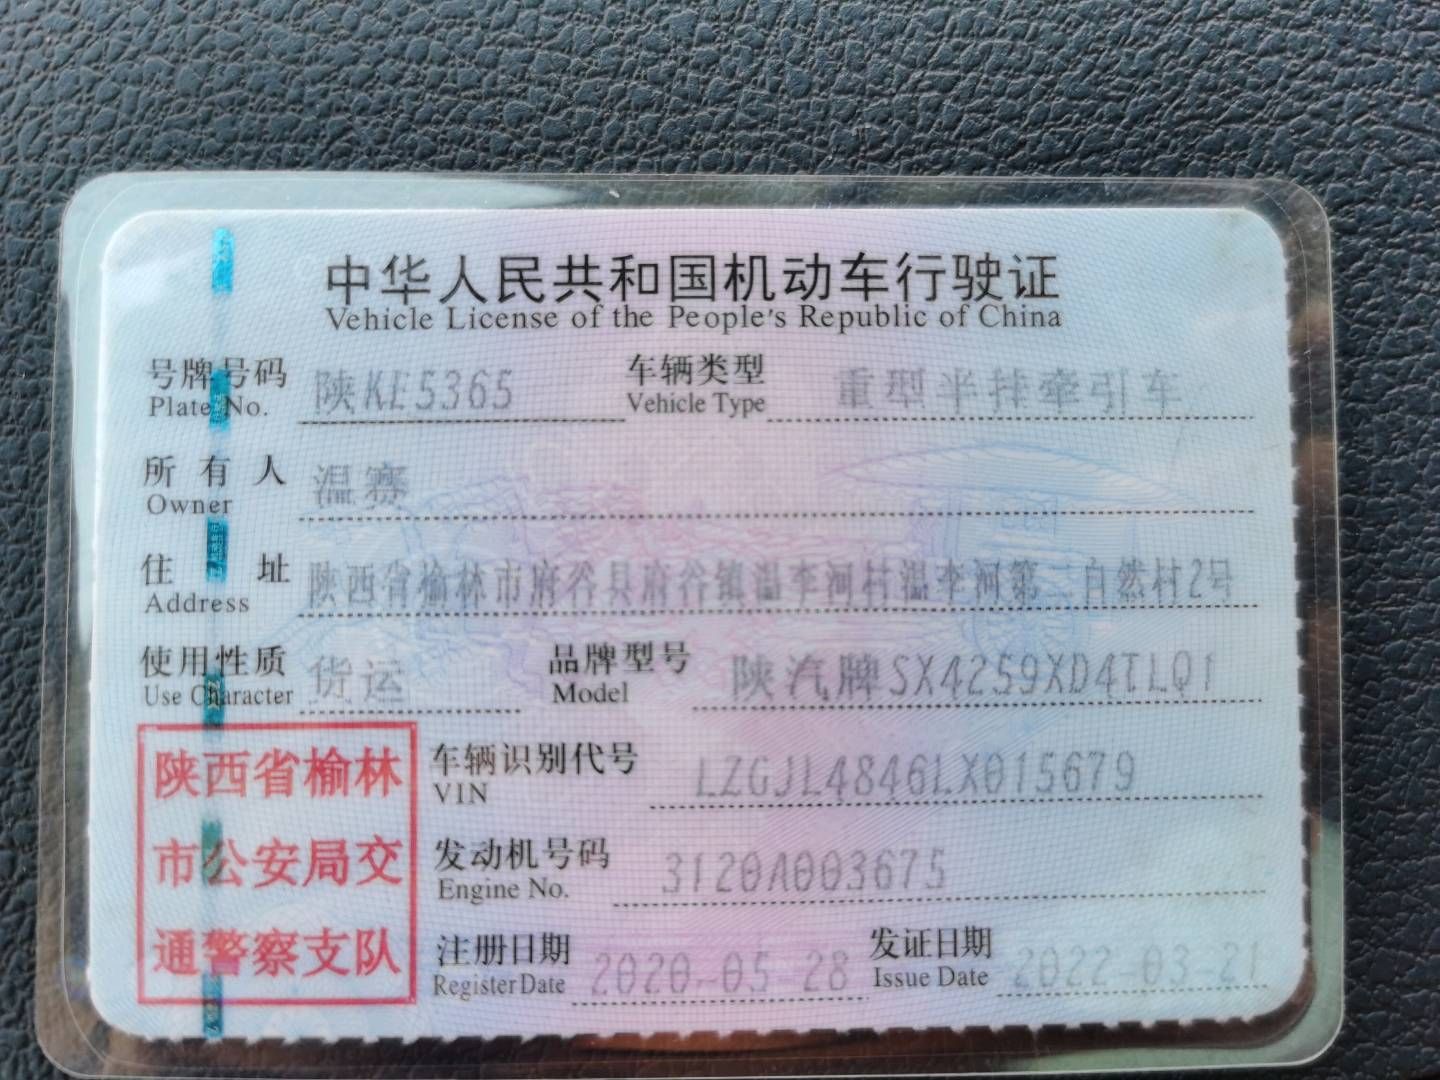 中华人民共和国机动车行驶证
Vehicle License of the People's Republic of China
号牌号码 陕KE5365 车辆类型 重型半挂牵引车
Plate No. Vehicle Type
所有人 温赛
Owner
住址 陕西省榆林市府谷县府谷镇温李河村温李河第二自然村2号
Address
使用性质 货运 品牌型号 陕汽牌SX4259XD4TLQ1
Use Character Model
陕西省榆林
市公安局交
通警察支队
车辆识别代号 LZGJL4846LX015679
VIN
发动机号码 3120A003675
Engine No.
注册日期 2020-05-28 发证日期 2022-03-21
Register Date Issue Date